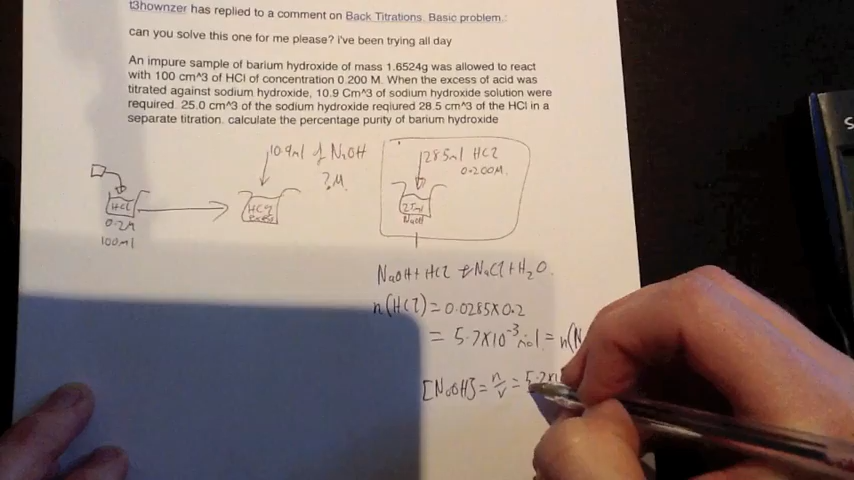 t3hownzer has replied to a comment on Back Titrations. Basic problem.:
can you solve this one for me please? i've been trying all day
An impure sample of barium hydroxide of mass 1.6524g was allowed to react
with 100 cm^3 of HCl of concentration 0.200 M. When the excess of acid was
titrated against sodium hydroxide, 10.9 Cm^3 of sodium hydroxide solution were
required. 25.0 cm^3 of the sodium hydroxide reqiured 28.5 cm^3 of the HCl in a
separate titration. calculate the percentage purity of barium hydroxide
10.9ml of NaOH
?M.
28.5ml HCl
0.200M.
HCl
0.2M
100ml
HCl
25ml
NaOH
NaOH + HCl → NaCl + H2O.
n(HCl) = 0.0285 x 0.2
= 5.7x10^-3 mol = n(N
[NaOH] = n/v = 5.7x1